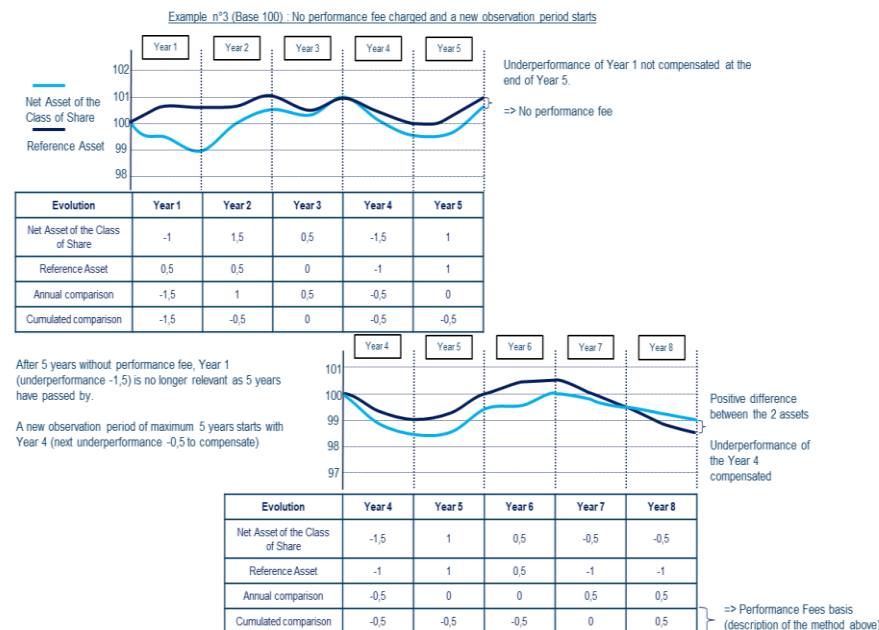 Example n°3 (Base 100) : No performance fee charged and a new observation period starts
Year 1 Year 2 Year 3 Year 4 Year 5
102
101
100
99
98
Net Asset of the
Class of Share
Reference Asset
Underperformance of Year 1 not compensated at the
end of Year 5.
=> No performance fee
Evolution Year 1 Year 2 Year 3 Year 4 Year 5
Net Asset of the Class
of Share -1 1,5 0,5 -1,5 1
Reference Asset 0,5 0,5 0 -1 1
Annual comparison -1,5 1 0,5 -0,5 0
Cumulated comparison -1,5 -0,5 0 -0,5 -0,5
After 5 years without performance fee, Year 1
(underperformance -1,5) is no longer relevant as 5 years
have passed by.
A new observation period of maximum 5 years starts with
Year 4 (next underperformance -0,5 to compensate)
Year 4 Year 5 Year 6 Year 7 Year 8
101
100
99
98
97
Positive difference
between the 2 assets
Underperformance of
the Year 4
compensated
Evolution Year 4 Year 5 Year 6 Year 7 Year 8
Net Asset of the Class
of Share -1,5 1 0,5 -0,5 -0,5
Reference Asset -1 1 0,5 -1 -1
Annual comparison -0,5 0 0 0,5 0,5
Cumulated comparison -0,5 -0,5 -0,5 0 0,5
=> Performance Fees basis
(description of the method above)